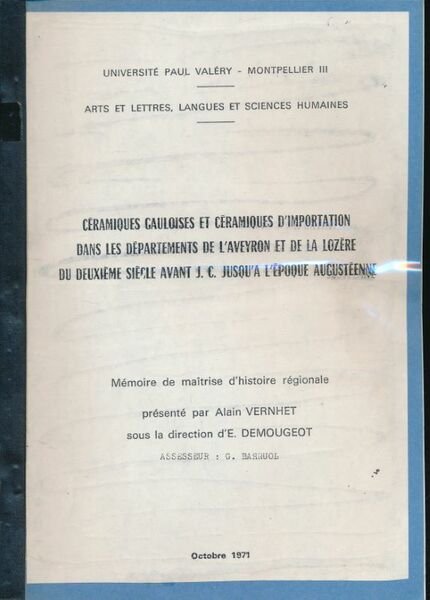 UNIVERSITÉ PAUL VALÉRY - MONTPELLIER III
ARTS ET LETTRES, LANGUES ET SCIENCES HUMAINES
CÉRAMIQUES GAULOISES ET CÉRAMIQUES D'IMPORTATION
DANS LES DÉPARTEMENTS DE L'AVEYRON ET DE LA LOZÈRE
DU DEUXIÈME SIÈCLE AVANT J. C. JUSQU'A L'ÉPOQUE AUGUSTÉENNE
Mémoire de maîtrise d'histoire régionale
présenté par Alain VERNHET
sous la direction d'E. DEMOUGEOT
ASSESSEUR : G. BARRUOL
Octobre 1971